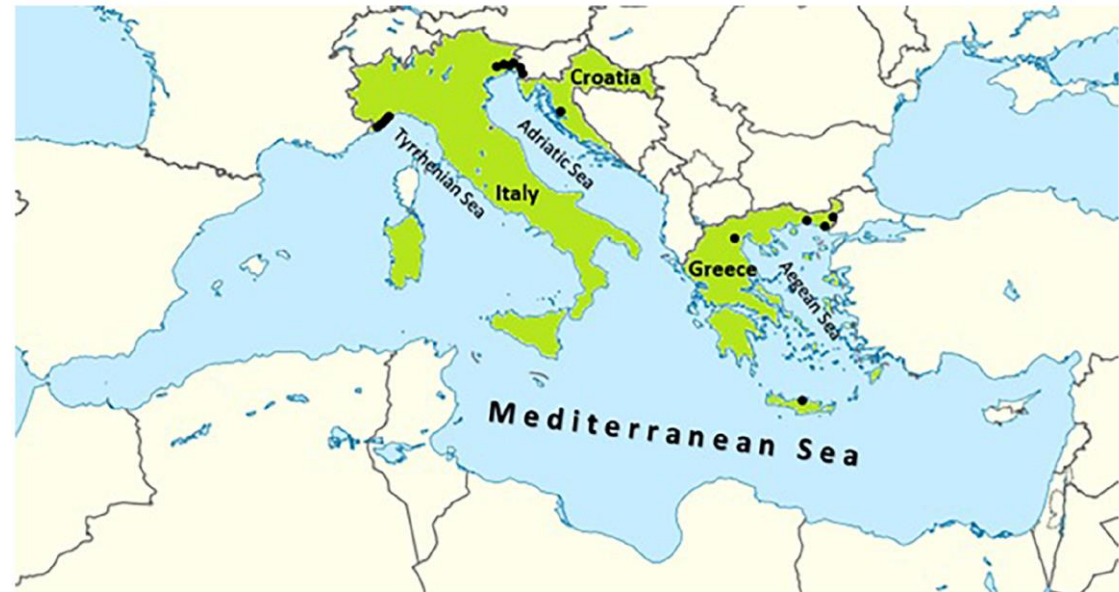 Croatia
Adriatic Sea
Tyrrhenian Sea
Italy
Greece
Aegean Sea
Mediterranean Sea